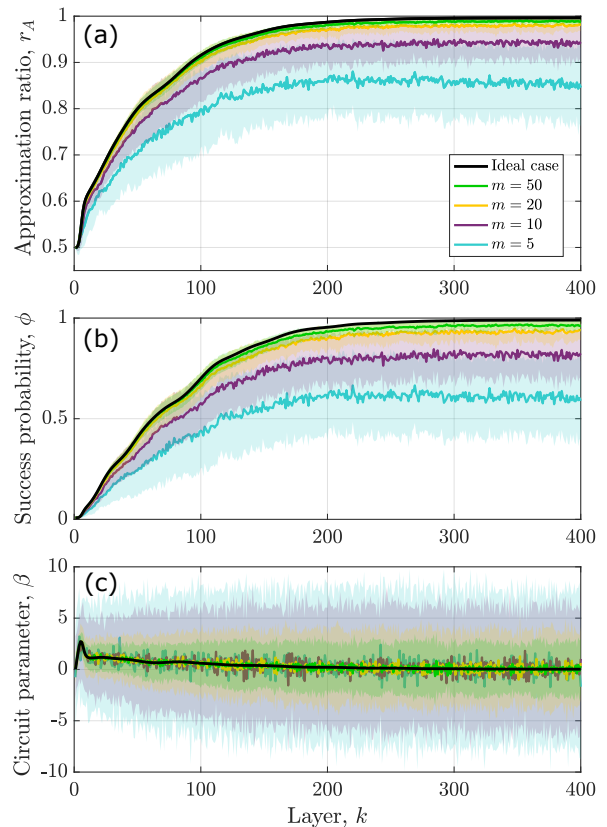 (a)
Approximation ratio, r_A
1
0.9
0.8
0.7
0.6
0.5
0
100
200
300
400
Ideal case
m = 50
m = 20
m = 10
m = 5
(b)
Success probability, ϕ
1
0.5
0
0
100
200
300
400
(c)
Circuit parameter, β
10
5
0
-5
-10
0
100
200
300
400
Layer, k